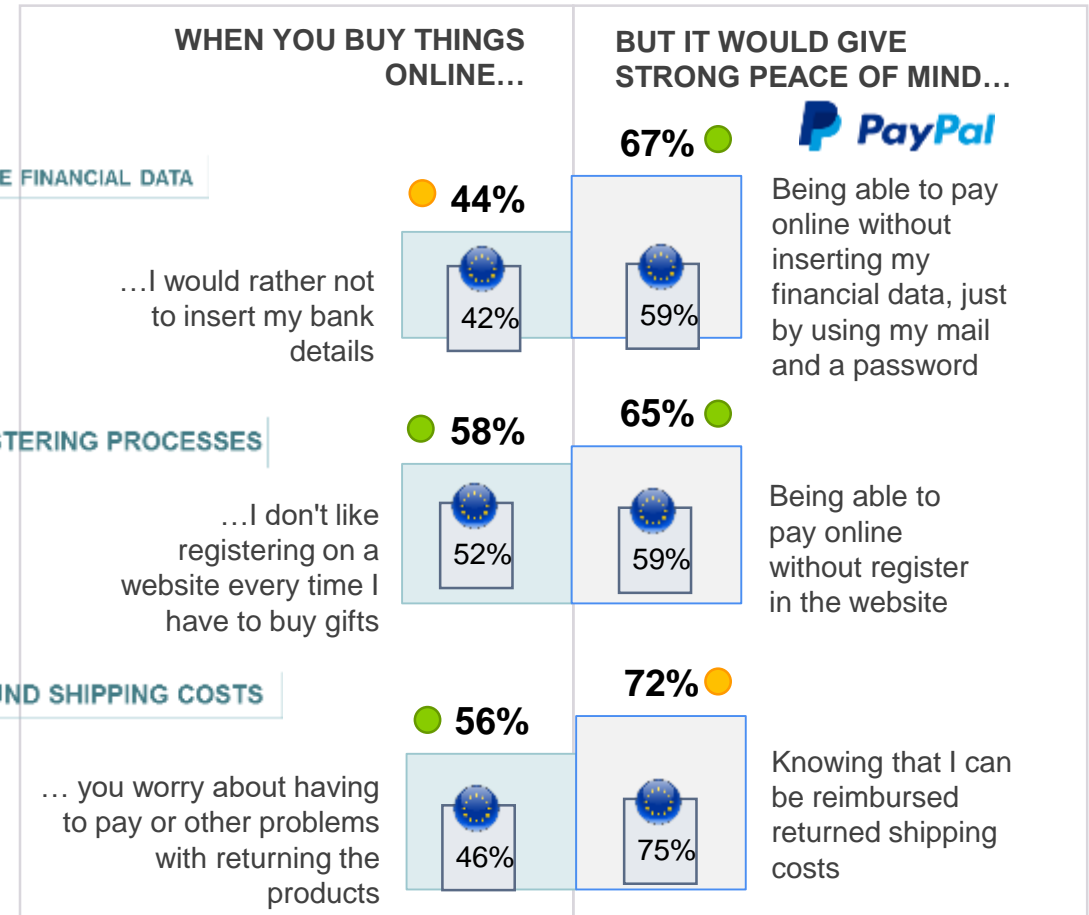 WHEN YOU BUY THINGS
ONLINE…
BUT IT WOULD GIVE
STRONG PEACE OF MIND…
PayPal
FINANCIAL DATA
44%
67%
…I would rather not
to insert my bank
details
42%
59%
Being able to pay
online without
inserting my
financial data, just
by using my mail
and a password
PROCESSES
58%
65%
…I don't like
registering on a
website every time I
have to buy gifts
52%
59%
Being able to
pay online
without register
in the website
SHIPPING COSTS
56%
72%
… you worry about having
to pay or other problems
with returning the
products
46%
75%
Knowing that I can
be reimbursed
returned shipping
costs